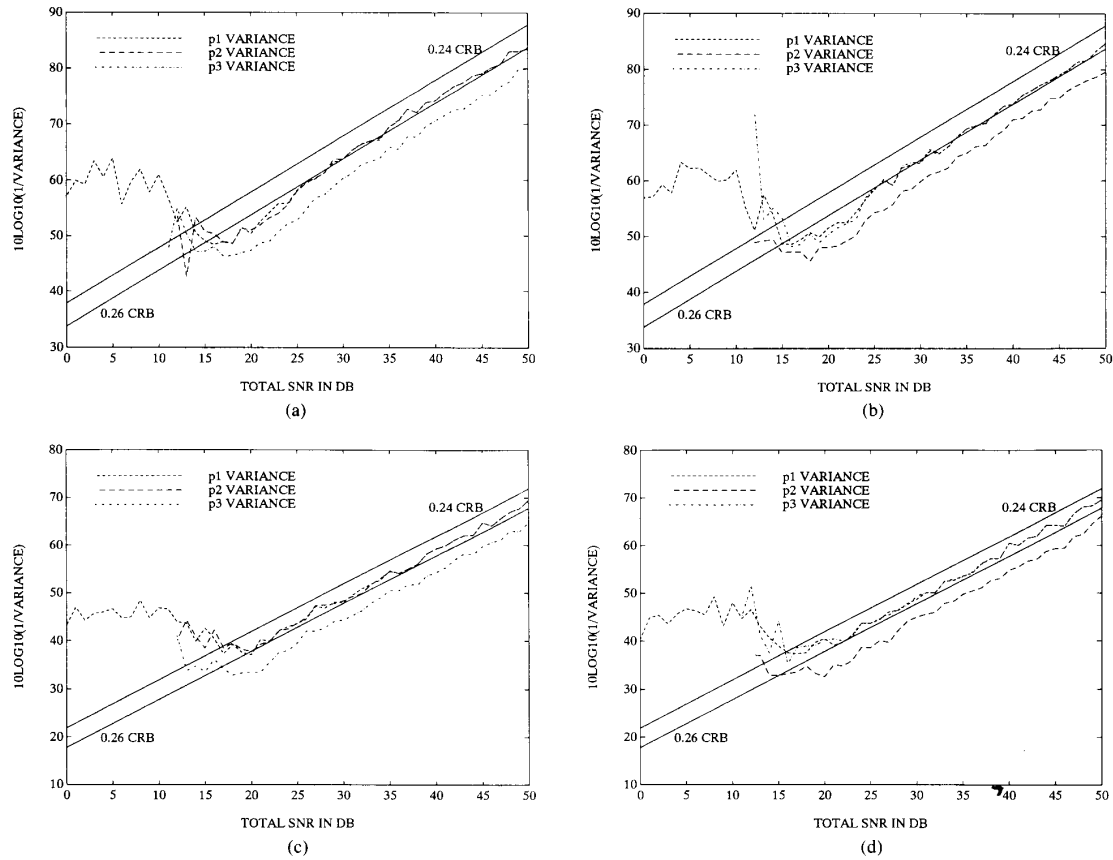 90
80
70
60
50
40
30
10LOG10(1/VARIANCE)
p1 VARIANCE
p2 VARIANCE
p3 VARIANCE
0.24 CRB
0.26 CRB
0 5 10 15 20 25 30 35 40 45 50
TOTAL SNR IN DB
(a)
90
80
70
60
50
40
30
10LOG10(1/VARIANCE)
p1 VARIANCE
p2 VARIANCE
p3 VARIANCE
0.24 CRB
0.26 CRB
0 5 10 15 20 25 30 35 40 45 50
TOTAL SNR IN DB
(b)
80
70
60
50
40
30
20
10
10LOG10(1/VARIANCE)
p1 VARIANCE
p2 VARIANCE
p3 VARIANCE
0.24 CRB
0.26 CRB
0 5 10 15 20 25 30 35 40 45 50
TOTAL SNR IN DB
(c)
80
70
60
50
40
30
20
10
10LOG10(1/VARIANCE)
p1 VARIANCE
p2 VARIANCE
p3 VARIANCE
0.24 CRB
0.26 CRB
0 5 10 15 20 25 30 35 40 45 50
TOTAL SNR IN DB
(d)